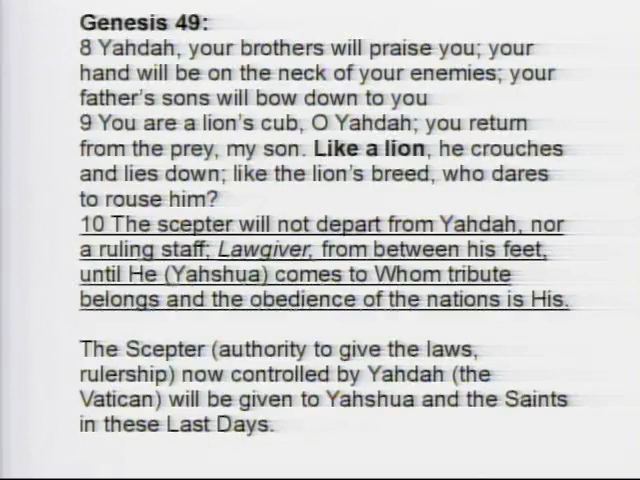 Genesis 49:
8 Yahdah, your brothers will praise you; your
hand will be on the neck of your enemies; your
father's sons will bow down to you
9 You are a lion's cub, O Yahdah; you return
from the prey, my son. Like a lion, he crouches
and lies down; like the lion's breed, who dares
to rouse him?
10 The scepter will not depart from Yahdah, nor
a ruling staff; Lawgiver, from between his feet,
until He (Yahshua) comes to Whom tribute
belongs and the obedience of the nations is His.
The Scepter (authority to give the laws,
rulership) now controlled by Yahdah (the
Vatican) will be given to Yahshua and the Saints
in these Last Days.